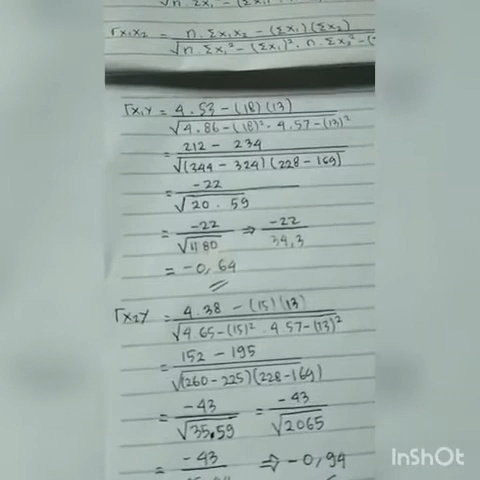 √n. Σx₁² - (Σx₁
rx₁x₂ = n. Σx₁x₂ - (Σx₁)(Σx₂)
√n. Σx₁² - (Σx₁)². n. Σx₂² - (
rx₁y = 4.53 - (18)(13)
√4.86 - (18)² . 4.57 - (13)²
= 212 - 234
√(344 - 324)(228 - 169)
= -22
√20 . 59
= -22 ⇒ -22
√1180 34,3
= -0,64
rx₂y = 4.38 - (15)(13)
√4.65 - (15)² . 4.57 - (13)²
= 152 - 195
√(260 - 225)(228 - 169)
= -43 = -43
√35.59 √2065
= -43 ⇒ -0,94
InShOt